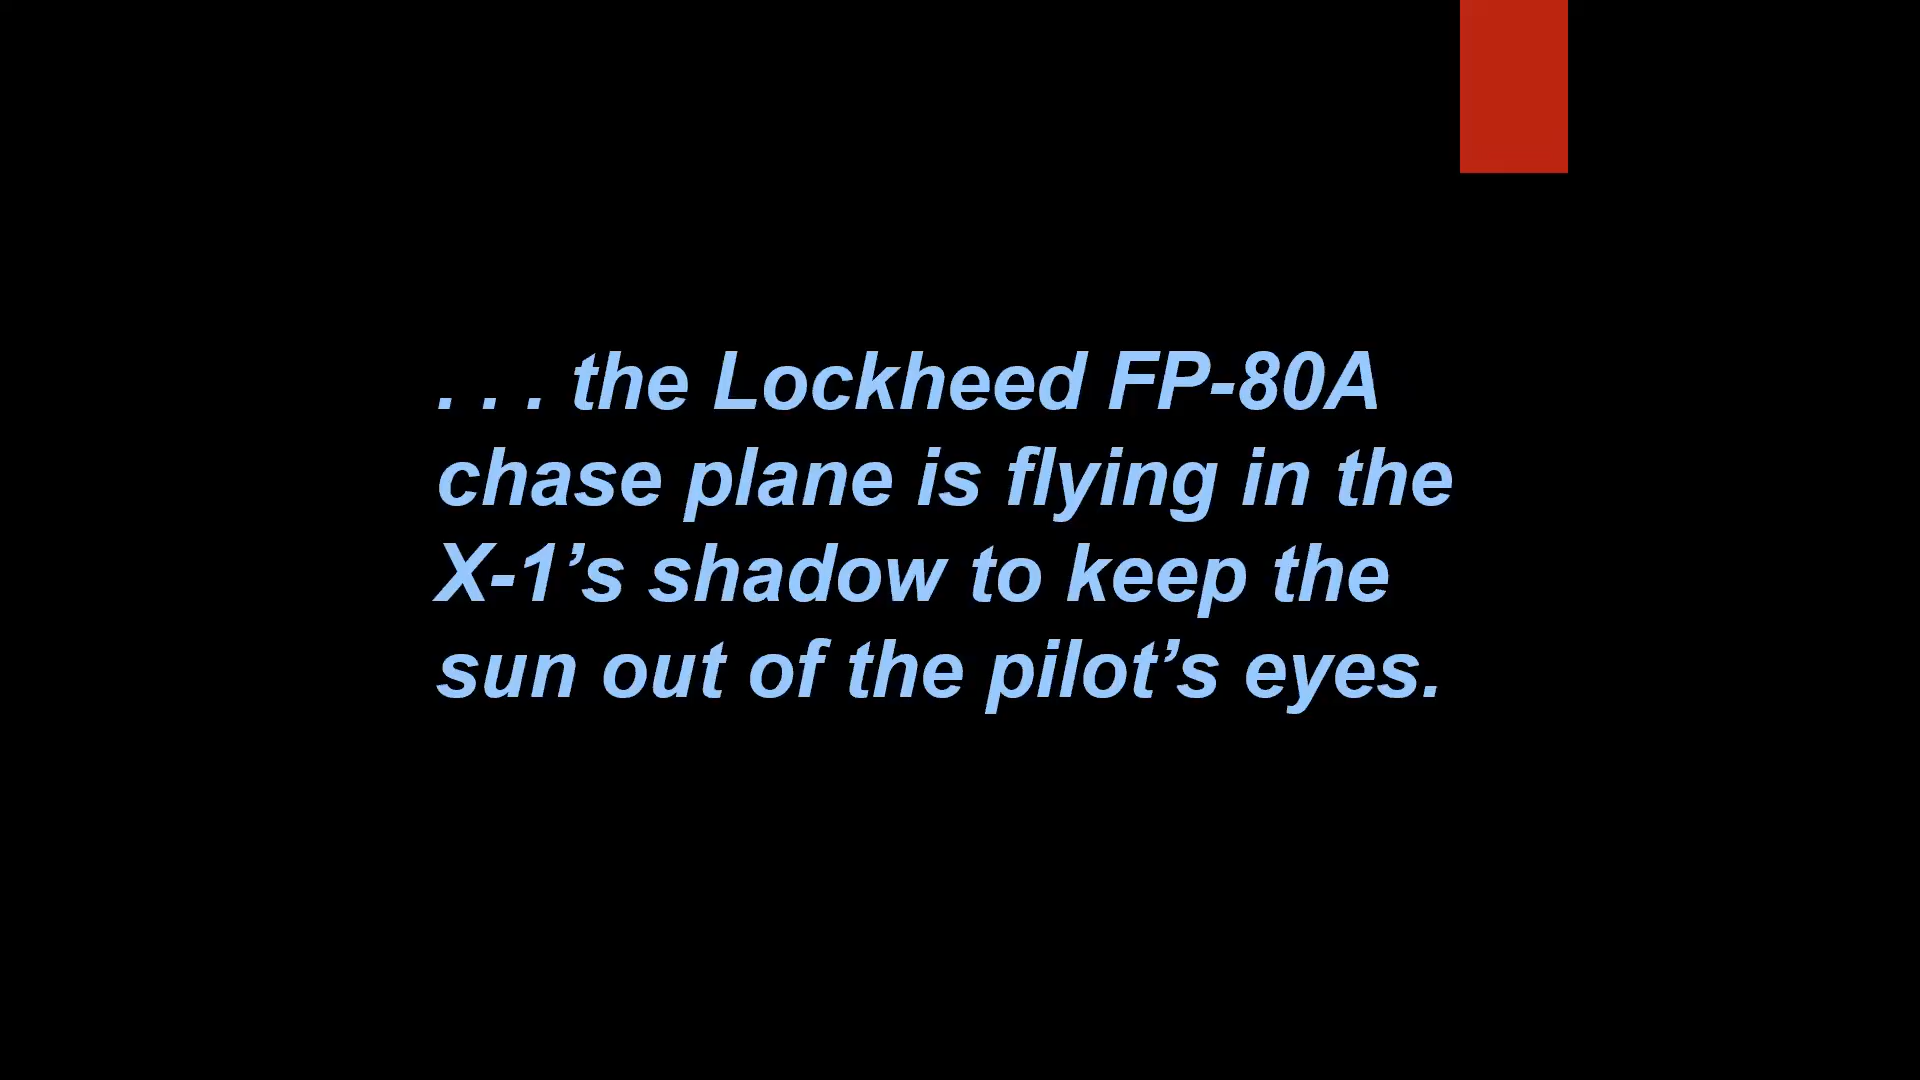 . . . the Lockheed FP-80A
chase plane is flying in the
X-1’s shadow to keep the
sun out of the pilot’s eyes.